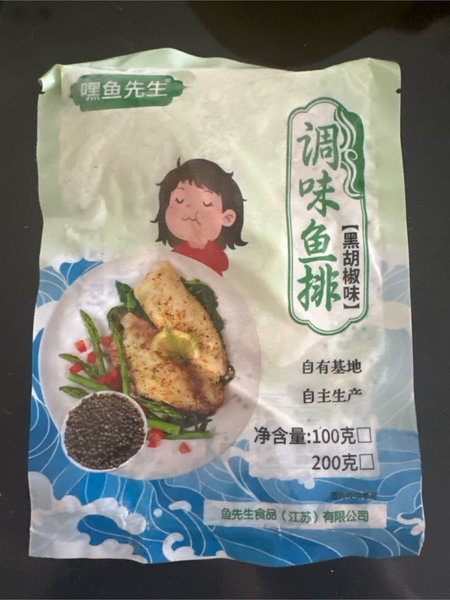 嘿鱼先生
调味鱼排
【黑胡椒味】
自有基地
自主生产
净含量:100克□
200克□
鱼先生食品（江苏）有限公司